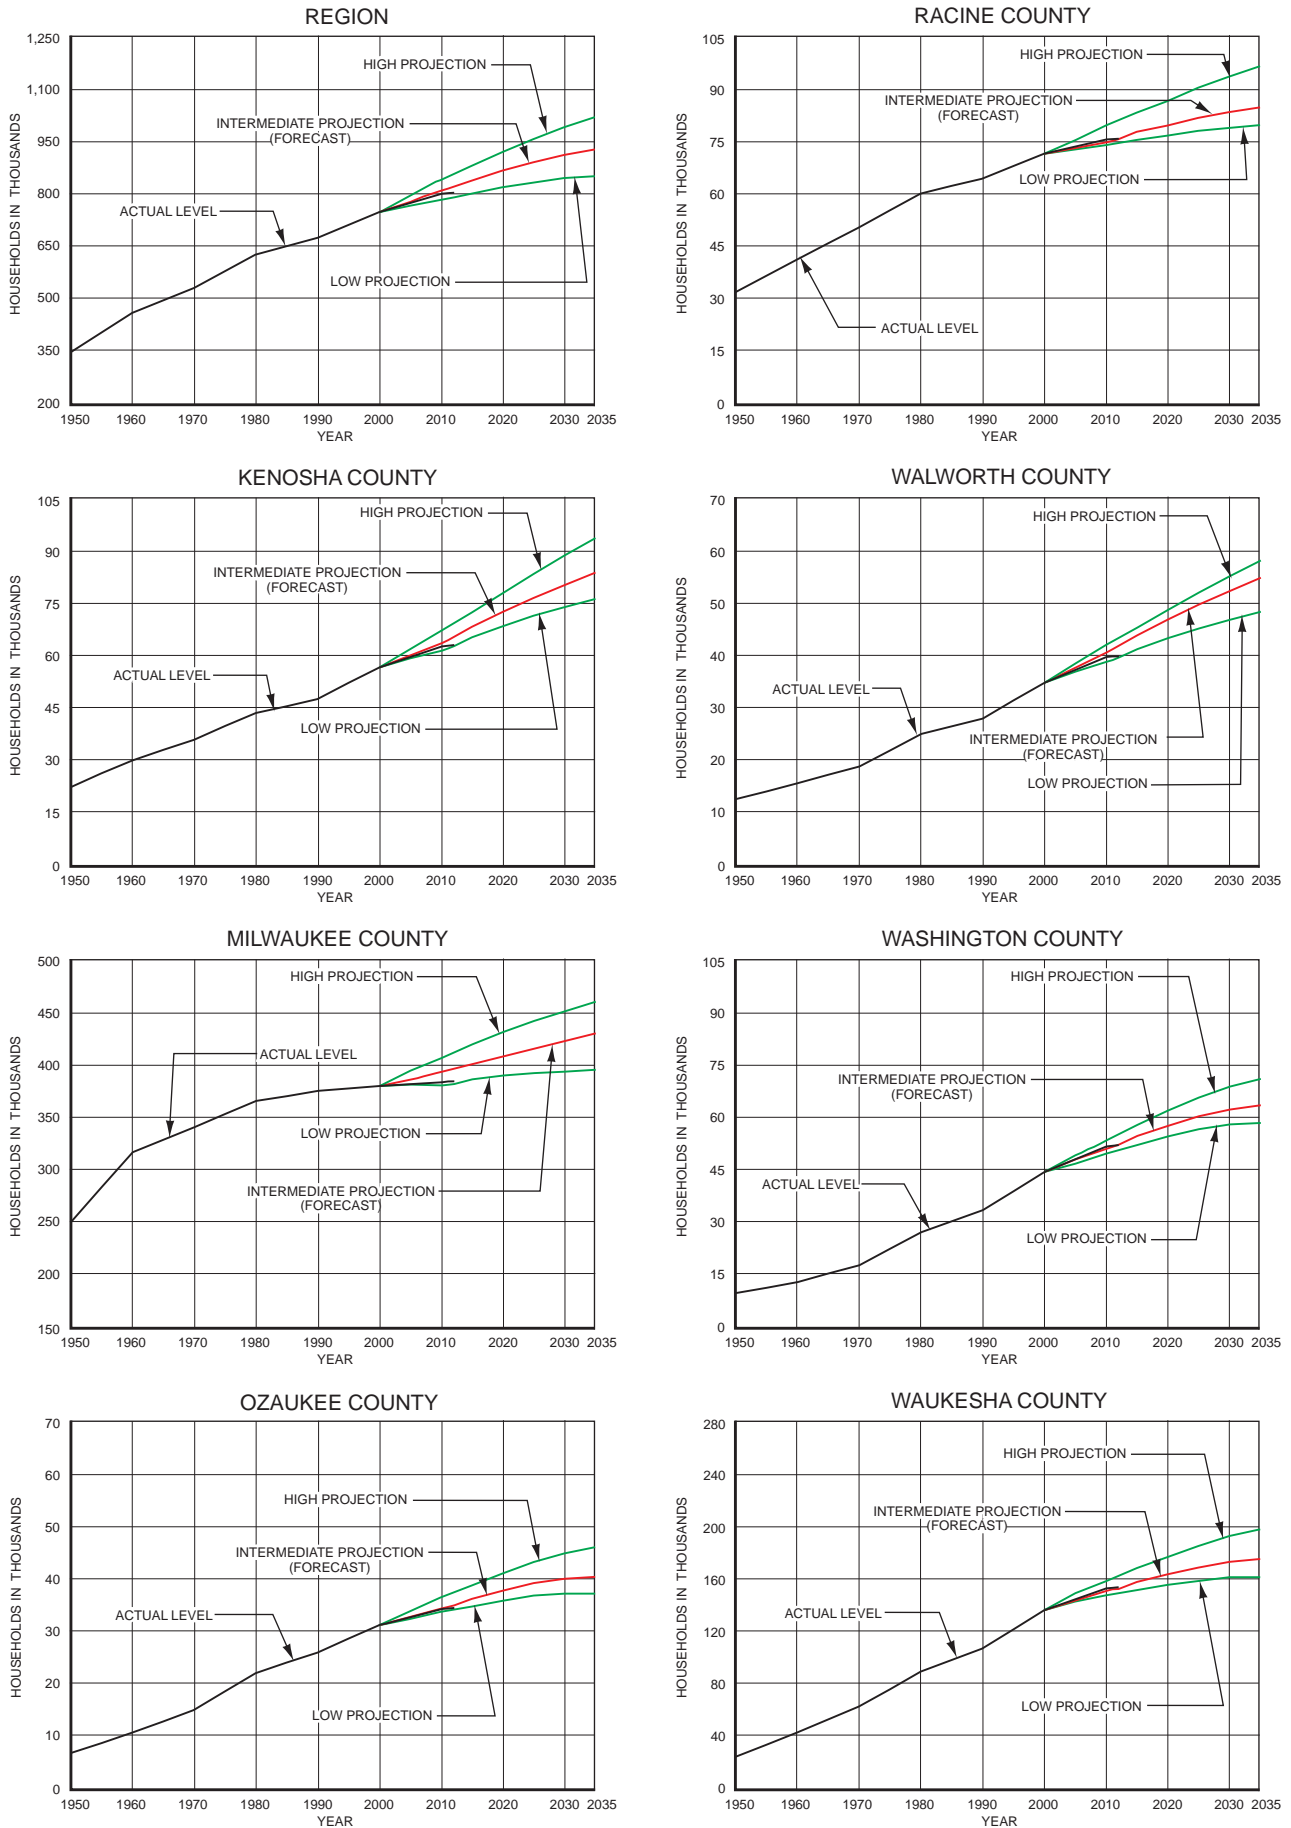 REGION
1,250
1,100
950
800
650
500
350
200
HOUSEHOLDS IN THOUSANDS
HIGH PROJECTION
INTERMEDIATE PROJECTION
(FORECAST)
ACTUAL LEVEL
LOW PROJECTION
1950 1960 1970 1980 1990 2000 2010 2020 2030 2035
YEAR
RACINE COUNTY
105
90
75
60
45
30
15
0
HOUSEHOLDS IN THOUSANDS
HIGH PROJECTION
INTERMEDIATE PROJECTION
(FORECAST)
LOW PROJECTION
ACTUAL LEVEL
1950 1960 1970 1980 1990 2000 2010 2020 2030 2035
YEAR
KENOSHA COUNTY
105
90
75
60
45
30
15
0
HOUSEHOLDS IN THOUSANDS
HIGH PROJECTION
INTERMEDIATE PROJECTION
(FORECAST)
ACTUAL LEVEL
LOW PROJECTION
1950 1960 1970 1980 1990 2000 2010 2020 2030 2035
YEAR
WALWORTH COUNTY
70
60
50
40
30
20
10
0
HOUSEHOLDS IN THOUSANDS
HIGH PROJECTION
ACTUAL LEVEL
INTERMEDIATE PROJECTION
(FORECAST)
LOW PROJECTION
1950 1960 1970 1980 1990 2000 2010 2020 2030 2035
YEAR
MILWAUKEE COUNTY
500
450
400
350
300
250
200
150
HOUSEHOLDS IN THOUSANDS
HIGH PROJECTION
ACTUAL LEVEL
LOW PROJECTION
INTERMEDIATE PROJECTION
(FORECAST)
1950 1960 1970 1980 1990 2000 2010 2020 2030 2035
YEAR
WASHINGTON COUNTY
105
90
75
60
45
30
15
0
HOUSEHOLDS IN THOUSANDS
HIGH PROJECTION
INTERMEDIATE PROJECTION
(FORECAST)
ACTUAL LEVEL
LOW PROJECTION
1950 1960 1970 1980 1990 2000 2010 2020 2030 2035
YEAR
OZAUKEE COUNTY
70
60
50
40
30
20
10
0
HOUSEHOLDS IN THOUSANDS
HIGH PROJECTION
INTERMEDIATE PROJECTION
(FORECAST)
ACTUAL LEVEL
LOW PROJECTION
1950 1960 1970 1980 1990 2000 2010 2020 2030 2035
YEAR
WAUKESHA COUNTY
280
240
200
160
120
80
40
0
HOUSEHOLDS IN THOUSANDS
HIGH PROJECTION
INTERMEDIATE PROJECTION
(FORECAST)
ACTUAL LEVEL
LOW PROJECTION
1950 1960 1970 1980 1990 2000 2010 2020 2030 2035
YEAR